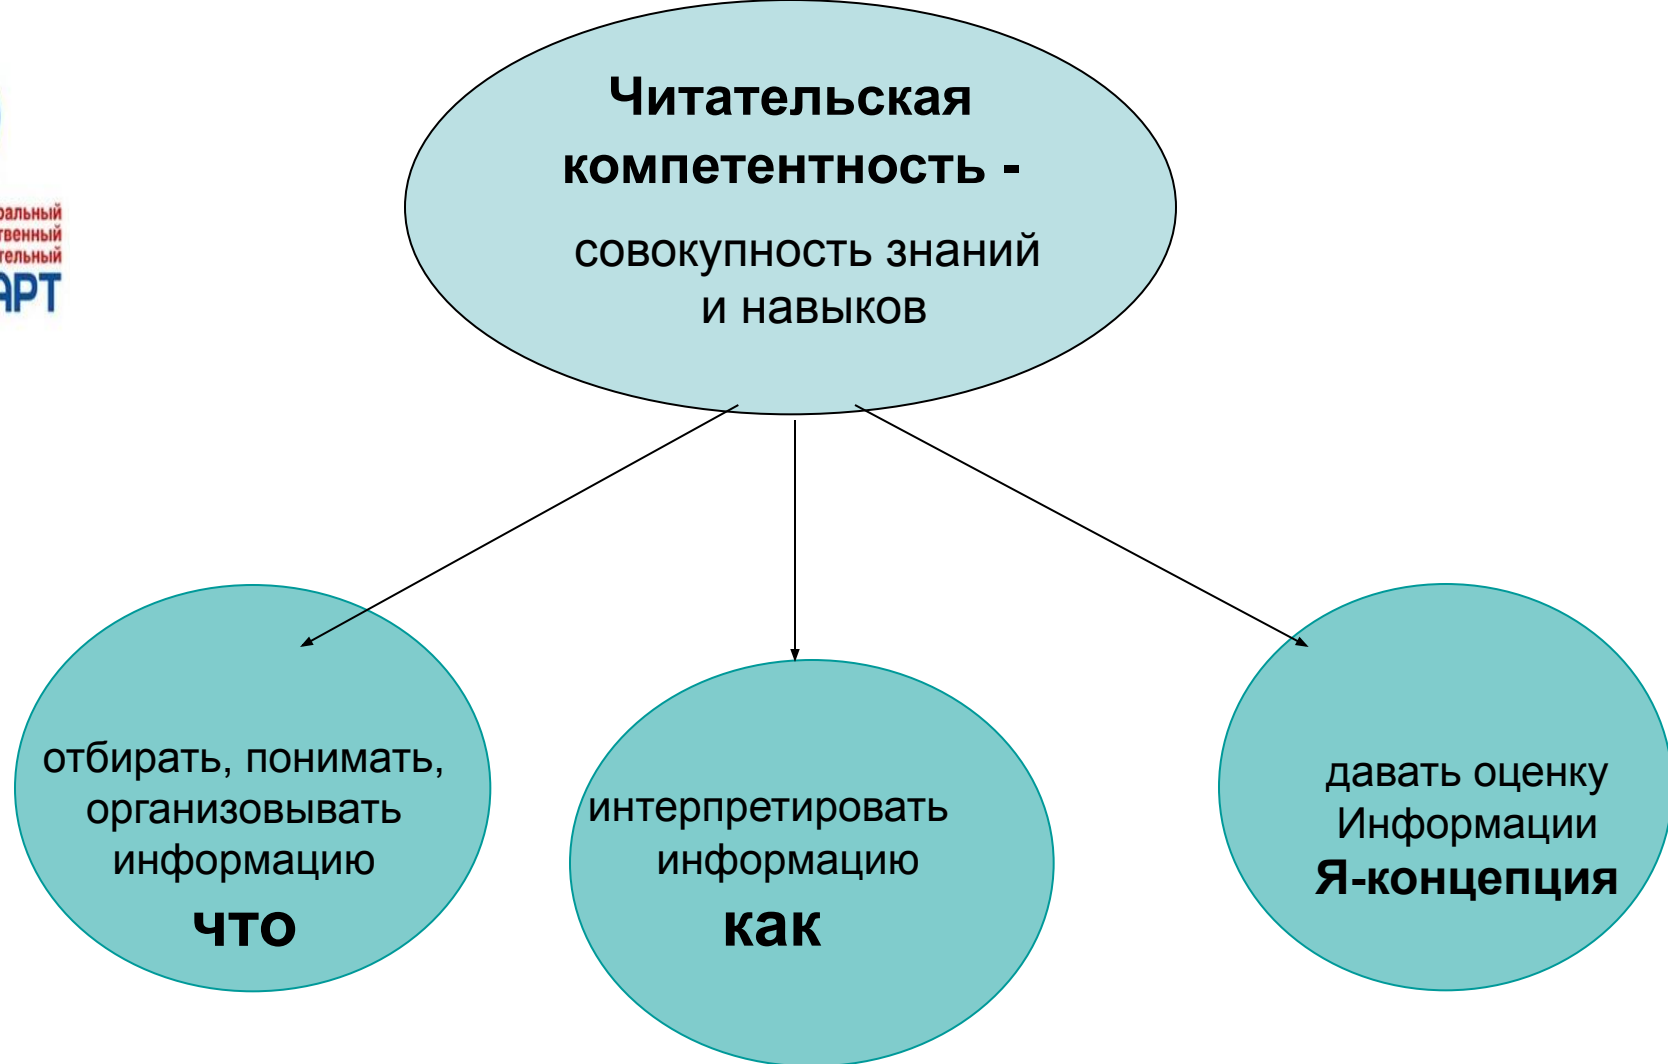 Читательская
компетентность -
совокупность знаний
и навыков
отбирать, понимать,
организовывать
информацию
что
интерпретировать
информацию
как
давать оценку
Информации
Я-концепция